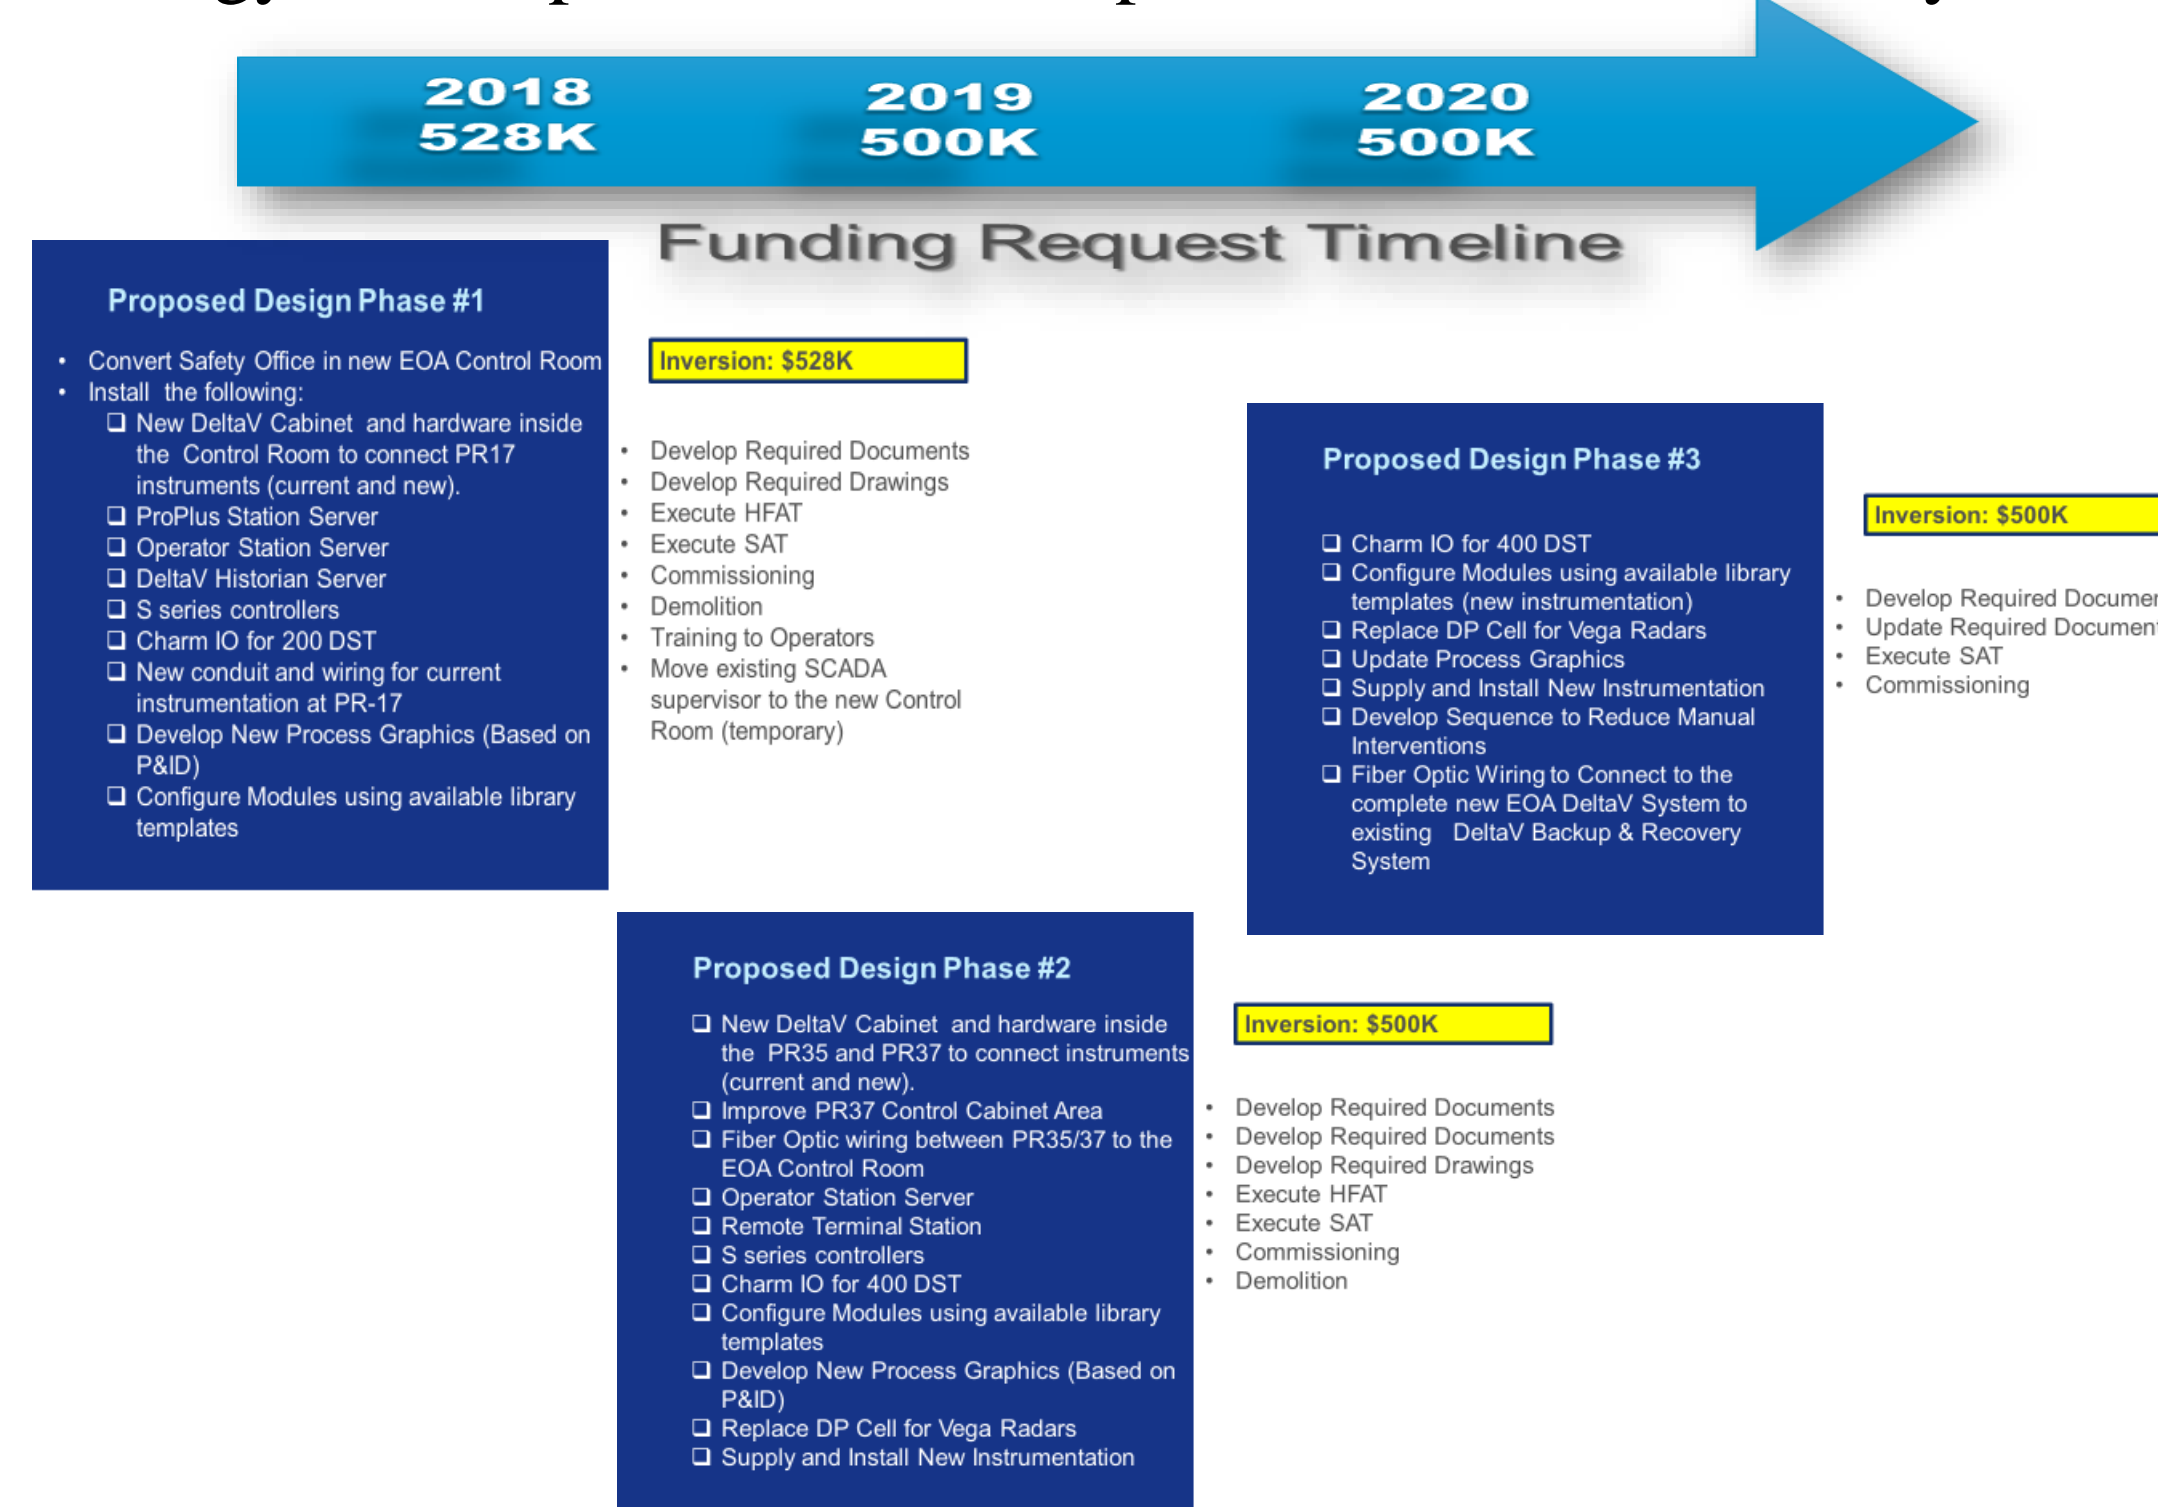 2018
528K
2019
500K
2020
500K
Funding Request Timeline
Proposed Design Phase #1
• Convert Safety Office in new EOA Control Room
• Install the following:
❑ New DeltaV Cabinet and hardware inside
the Control Room to connect PR17
instruments (current and new).
❑ ProPlus Station Server
❑ Operator Station Server
❑ DeltaV Historian Server
❑ S series controllers
❑ Charm IO for 200 DST
❑ New conduit and wiring for current
instrumentation at PR-17
❑ Develop New Process Graphics (Based on
P&ID)
❑ Configure Modules using available library
templates
Inversion: $528K
• Develop Required Documents
• Develop Required Drawings
• Execute HFAT
• Execute SAT
• Commissioning
• Demolition
• Training to Operators
• Move existing SCADA
supervisor to the new Control
Room (temporary)
Proposed Design Phase #2
❑ New DeltaV Cabinet and hardware inside
the PR35 and PR37 to connect instruments
(current and new).
❑ Improve PR37 Control Cabinet Area
❑ Fiber Optic wiring between PR35/37 to the
EOA Control Room
❑ Operator Station Server
❑ Remote Terminal Station
❑ S series controllers
❑ Charm IO for 400 DST
❑ Configure Modules using available library
templates
❑ Develop New Process Graphics (Based on
P&ID)
❑ Replace DP Cell for Vega Radars
❑ Supply and Install New Instrumentation
Inversion: $500K
• Develop Required Documents
• Develop Required Documents
• Develop Required Drawings
• Execute HFAT
• Execute SAT
• Commissioning
• Demolition
Proposed Design Phase #3
❑ Charm IO for 400 DST
❑ Configure Modules using available library
templates (new instrumentation)
❑ Replace DP Cell for Vega Radars
❑ Update Process Graphics
❑ Supply and Install New Instrumentation
❑ Develop Sequence to Reduce Manual
Interventions
❑ Fiber Optic Wiring to Connect to the
complete new EOA DeltaV System to
existing DeltaV Backup & Recovery
System
Inversion: $500K
• Develop Required
• Update Required
• Execute SAT
• Commissioning